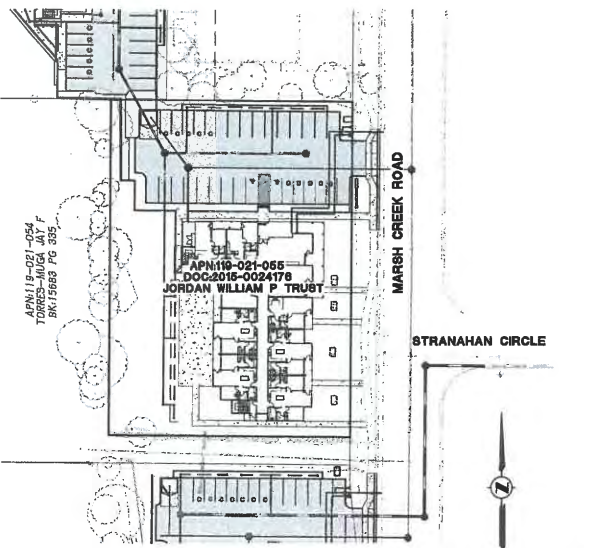 APN:119-021-054
TORRES-MUGA JAY F
BK:15683 PG 335
APN:119-021-055
DOC:2015-0024176
JORDAN WILLIAM P TRUST
MARSH CREEK ROAD
STRANAHAN CIRCLE
N